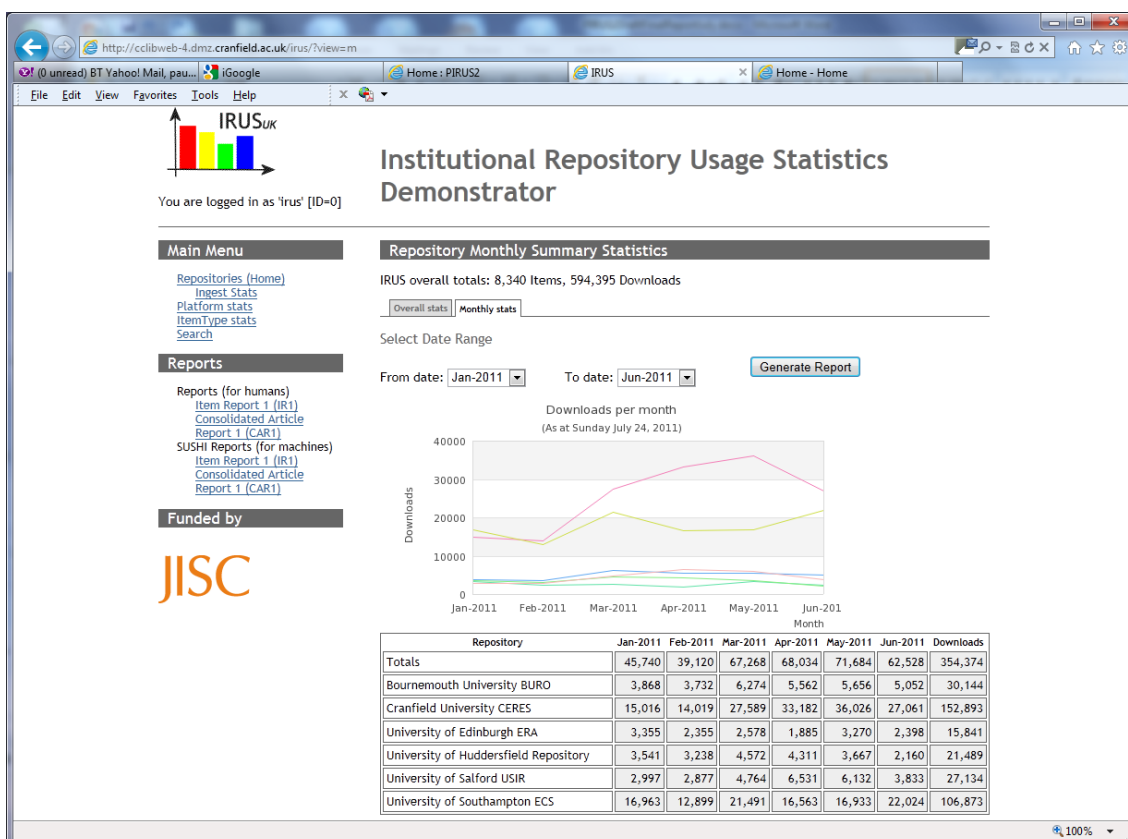 http://cclibweb-4.dmz.cranfield.ac.uk/irus/?view=m
(0 unread) BT Yahoo! Mail, pau... iGoogle Home : PIRUS2 IRUS Home - Home
File Edit View Favorites Tools Help
IRUSUK
You are logged in as 'irus' [ID=0]
Institutional Repository Usage Statistics
Demonstrator
Main Menu
Repositories (Home)
Ingest Stats
Platform stats
ItemType stats
Search
Reports
Reports (for humans)
Item Report 1 (IR1)
Consolidated Article
Report 1 (CAR1)
SUSHI Reports (for machines)
Item Report 1 (IR1)
Consolidated Article
Report 1 (CAR1)
Funded by
JISC
Repository Monthly Summary Statistics
IRUS overall totals: 8,340 Items, 594,395 Downloads
Overall stats Monthly stats
Select Date Range
From date: Jan-2011 To date: Jun-2011 Generate Report
Downloads per month
(As at Sunday July 24, 2011)
40000
30000
20000
10000
0
Downloads
Jan-2011 Feb-2011 Mar-2011 Apr-2011 May-2011 Jun-201
Month
Repository Jan-2011 Feb-2011 Mar-2011 Apr-2011 May-2011 Jun-2011 Downloads
Totals 45,740 39,120 67,268 68,034 71,684 62,528 354,374
Bournemouth University BURO 3,868 3,732 6,274 5,562 5,656 5,052 30,144
Cranfield University CERES 15,016 14,019 27,589 33,182 36,026 27,061 152,893
University of Edinburgh ERA 3,355 2,355 2,578 1,885 3,270 2,398 15,841
University of Huddersfield Repository 3,541 3,238 4,572 4,311 3,667 2,160 21,489
University of Salford USIR 2,997 2,877 4,764 6,531 6,132 3,833 27,134
University of Southampton ECS 16,963 12,899 21,491 16,563 16,933 22,024 106,873
100%